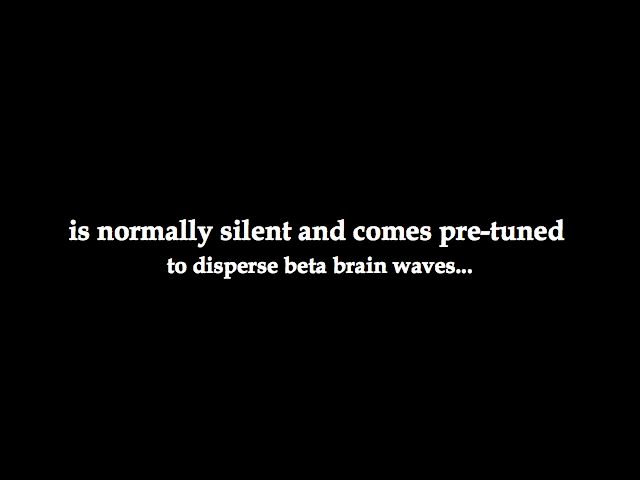 is normally silent and comes pre-tuned
to disperse beta brain waves...